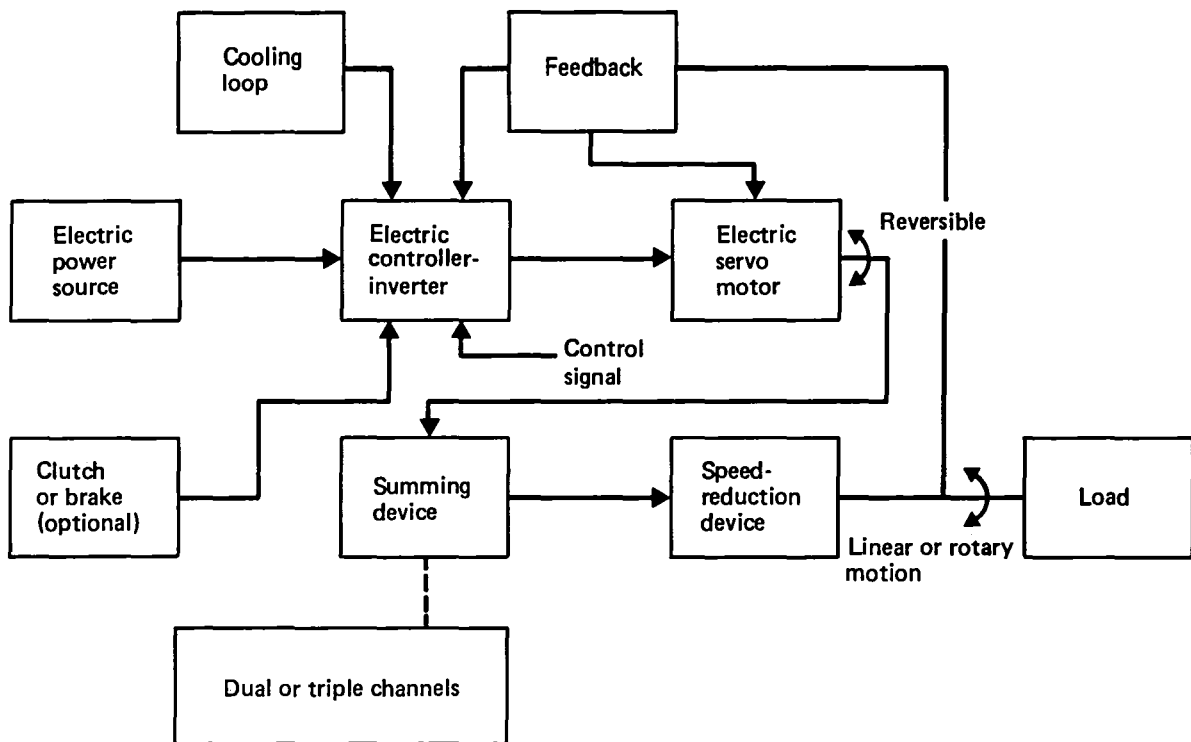 Cooling
loop
Feedback
Electric
power
source
Electric
controller-
inverter
Electric
servo
motor
Reversible
Control
signal
Clutch
or brake
(optional)
Summing
device
Speed-
reduction
device
Linear or rotary
motion
Load
Dual or triple channels